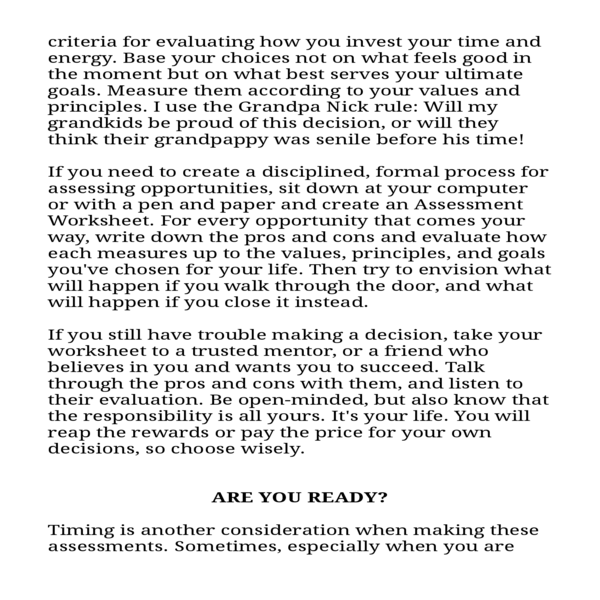 criteria for evaluating how you invest your time and
energy. Base your choices not on what feels good in
the moment but on what best serves your ultimate
goals. Measure them according to your values and
principles. I use the Grandpa Nick rule: Will my
grandkids be proud of this decision, or will they
think their grandpappy was senile before his time!
If you need to create a disciplined, formal process for
assessing opportunities, sit down at your computer
or with a pen and paper and create an Assessment
Worksheet. For every opportunity that comes your
way, write down the pros and cons and evaluate how
each measures up to the values, principles, and goals
you've chosen for your life. Then try to envision what
will happen if you walk through the door, and what
will happen if you close it instead.
If you still have trouble making a decision, take your
worksheet to a trusted mentor, or a friend who
believes in you and wants you to succeed. Talk
through the pros and cons with them, and listen to
their evaluation. Be open-minded, but also know that
the responsibility is all yours. It's your life. You will
reap the rewards or pay the price for your own
decisions, so choose wisely.
ARE YOU READY?
Timing is another consideration when making these
assessments. Sometimes, especially when you are